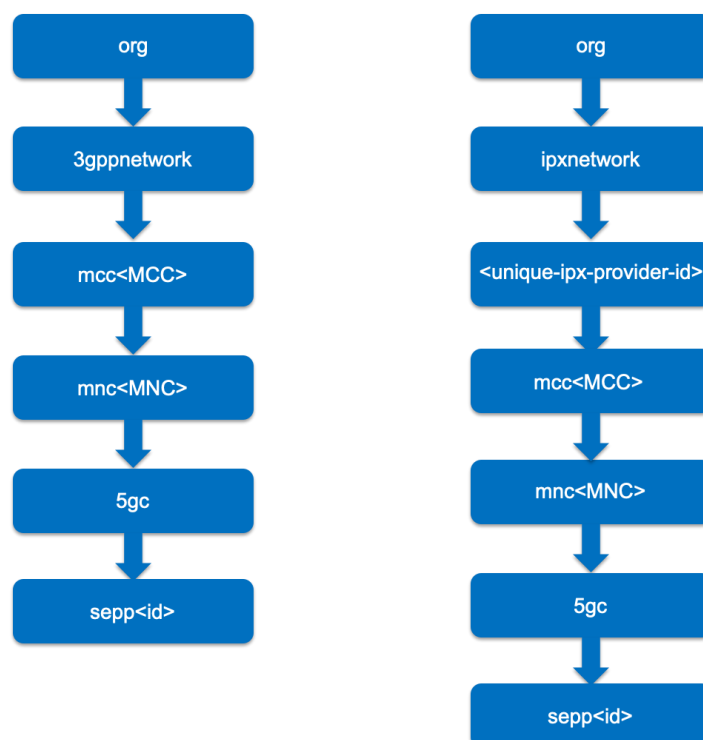 org
3gppnetwork
mcc<MCC>
mnc<MNC>
5gc
sepp<id>
org
ipxnetwork
<unique-ipx-provider-id>
mcc<MCC>
mnc<MNC>
5gc
sepp<id>